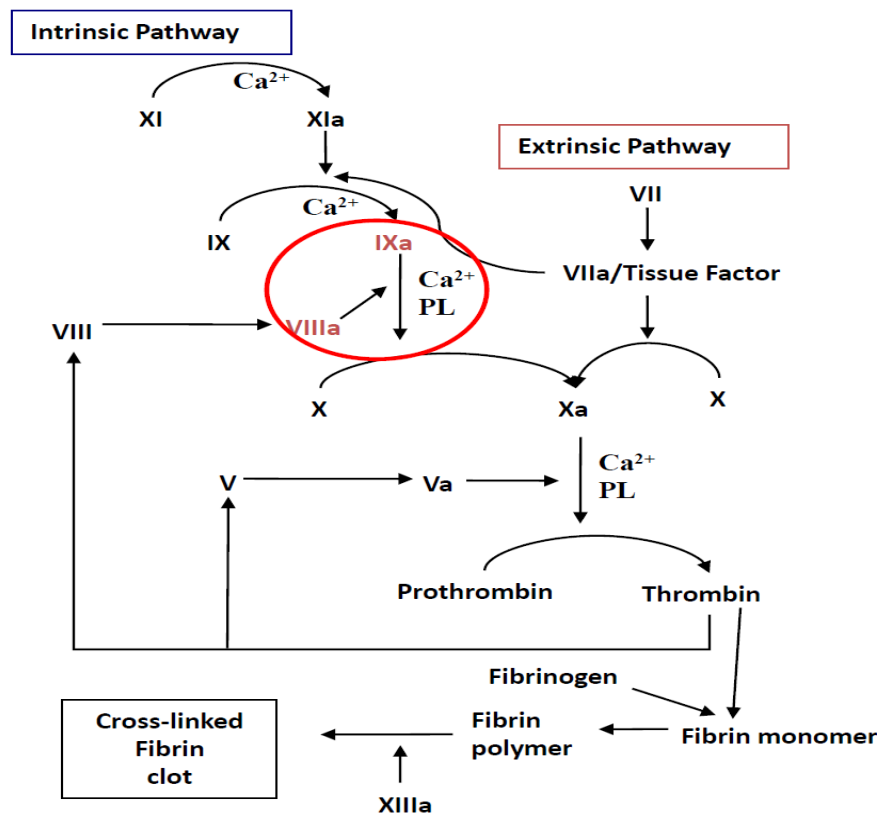 Intrinsic Pathway
Ca²⁺
XI
XIa
Extrinsic Pathway
VII
Ca²⁺
IX
IXa
VIIa/Tissue Factor
Ca²⁺
PL
VIII
VIIIa
X
Xa
X
Ca²⁺
PL
V
Va
Prothrombin
Thrombin
Fibrinogen
Cross-linked
Fibrin
clot
Fibrin
polymer
Fibrin monomer
XIIIa